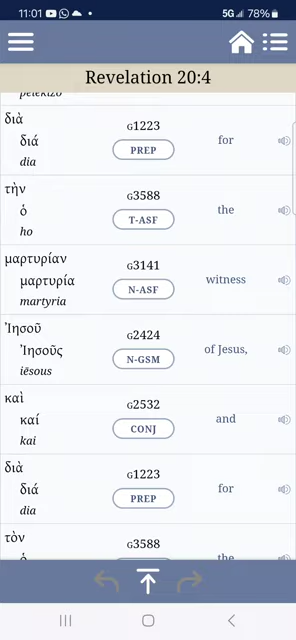 11:01 5G 78%
Revelation 20:4
pelekizō
διὰ
G1223
διά
PREP
for
dia
τὴν
G3588
ὁ
T-ASF
the
ho
μαρτυρίαν
G3141
μαρτυρία
N-ASF
witness
martyria
Ἰησοῦ
G2424
Ἰησοῦς
N-GSM
of Jesus,
iēsous
καὶ
G2532
καί
CONJ
and
kai
διὰ
G1223
διά
PREP
for
dia
τὸν
G3588
ὁ
the